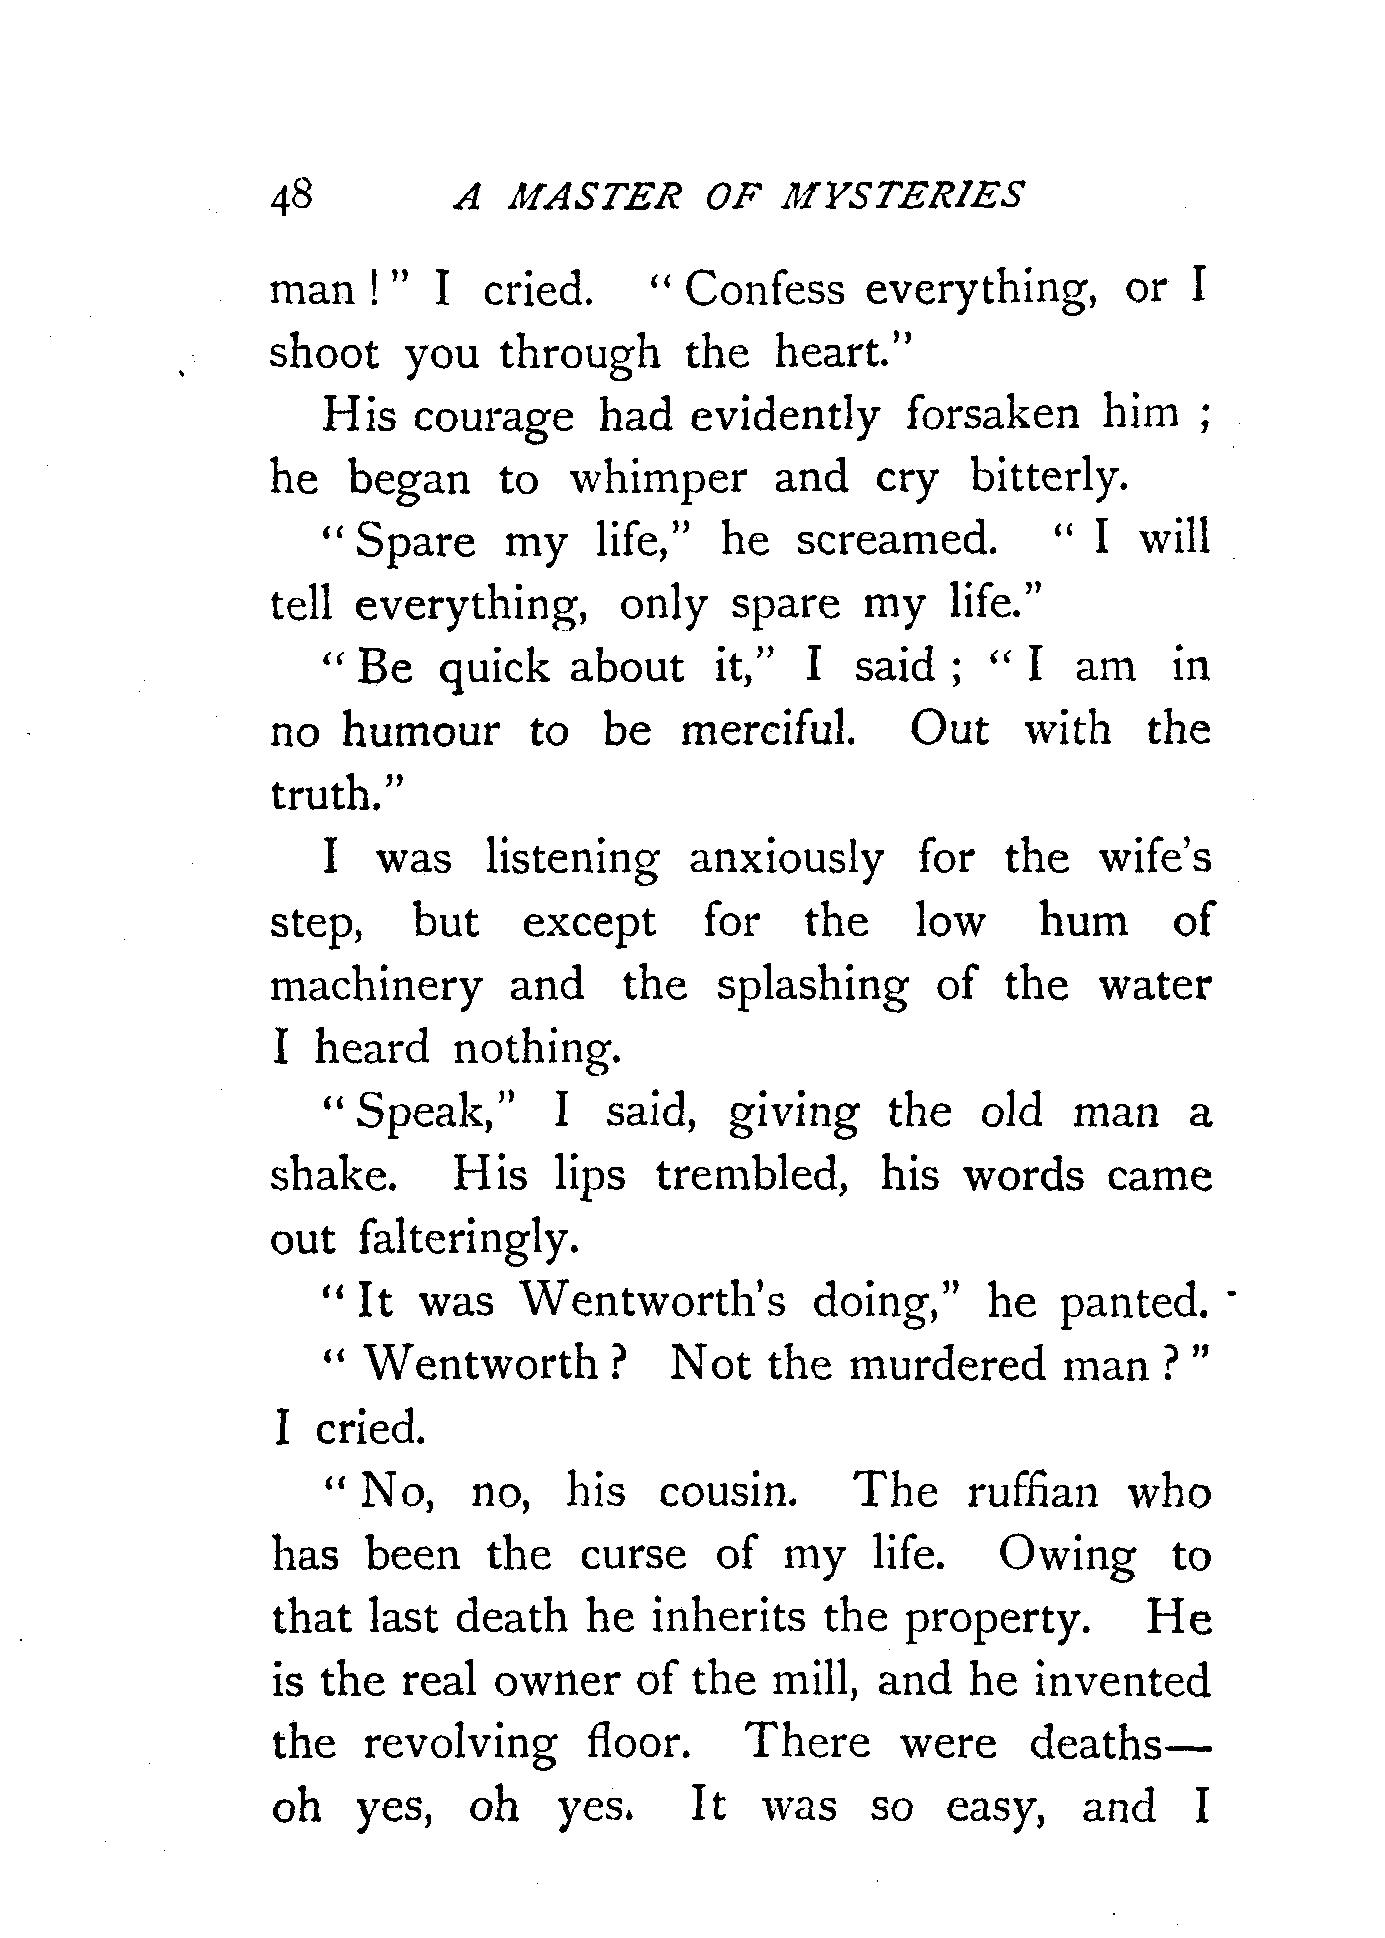 48 A MASTER OF MYSTERIES
man!" I cried. "Confess everything, or I
shoot you through the heart."
His courage had evidently forsaken him;
he began to whimper and cry bitterly.
"Spare my life," he screamed. "I will
tell everything, only spare my life."
"Be quick about it," I said; "I am in
no humour to be merciful. Out with the
truth."
I was listening anxiously for the wife's
step, but except for the low hum of
machinery and the splashing of the water
I heard nothing.
"Speak," I said, giving the old man a
shake. His lips trembled, his words came
out falteringly.
"It was Wentworth's doing," he panted.
"Wentworth? Not the murdered man?"
I cried.
"No, no, his cousin. The ruffian who
has been the curse of my life. Owing to
that last death he inherits the property. He
is the real owner of the mill, and he invented
the revolving floor. There were deaths—
oh yes, oh yes. It was so easy, and I